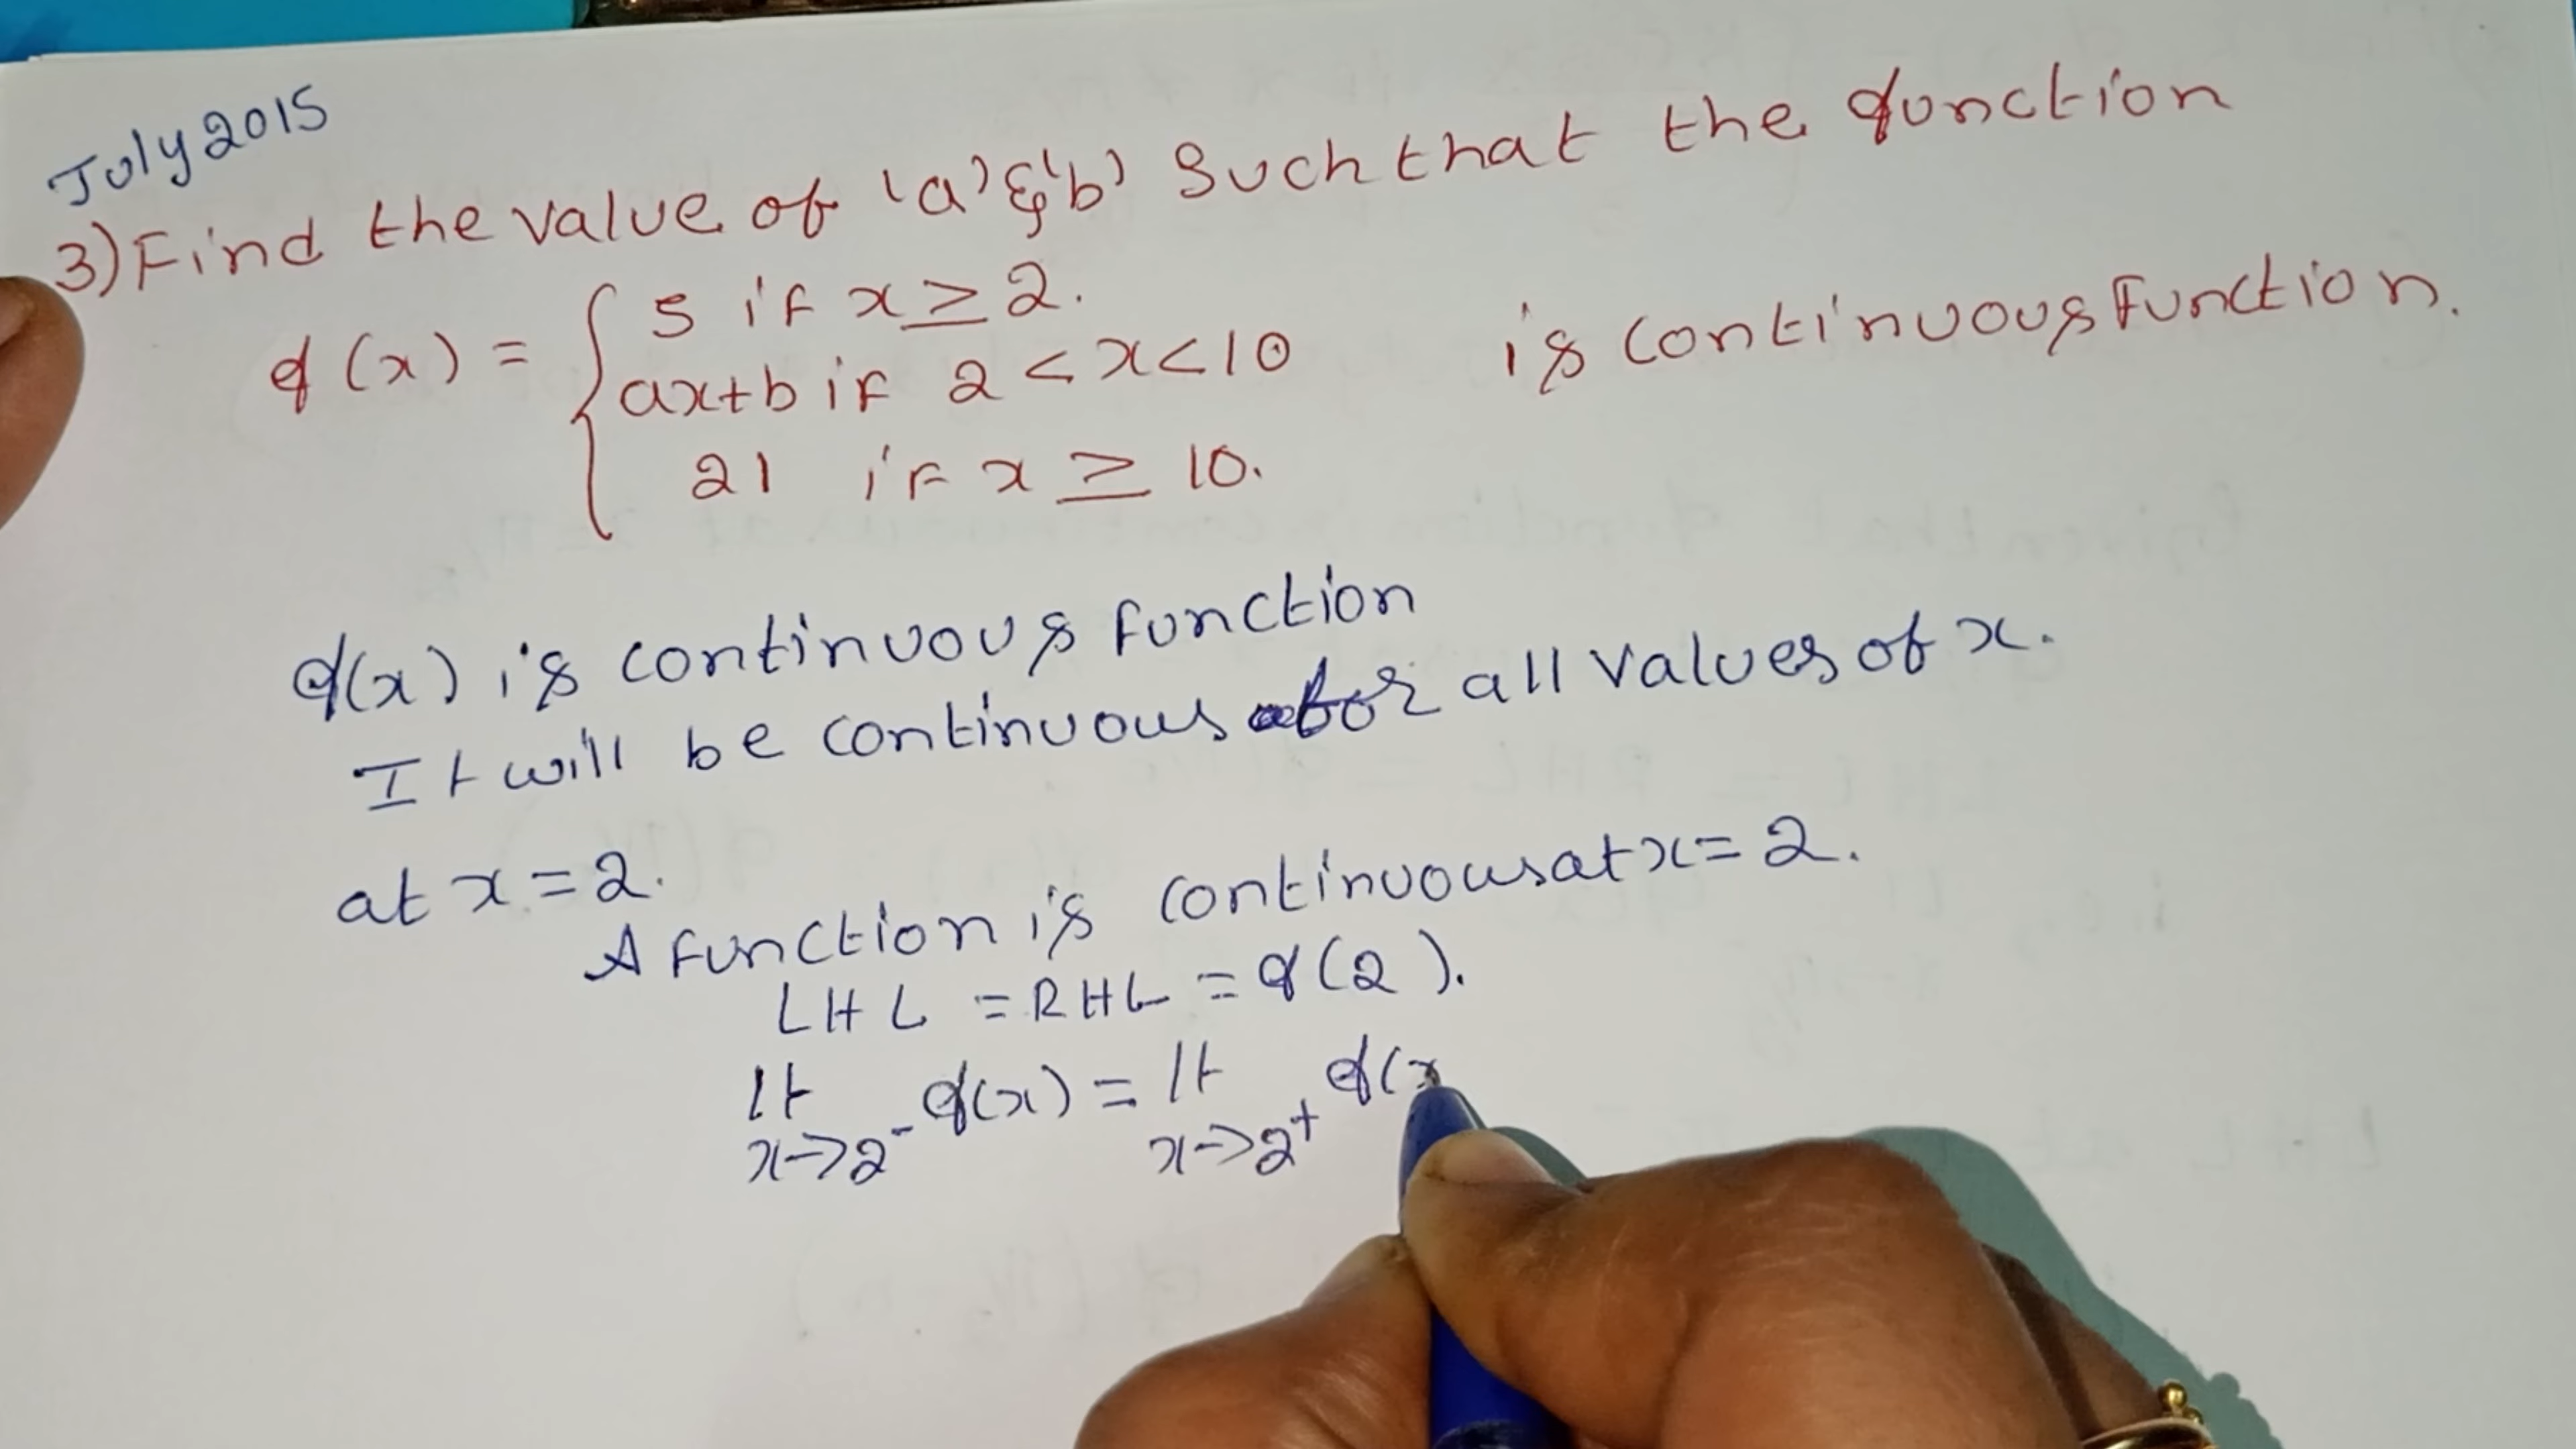 July 2015
3) Find the value of 'a' & 'b' Such that the function
f(x) = { 5 if x ≥ 2.
ax+b if 2 < x < 10 is continuous Function.
21 if x ≥ 10.
f(x) is continuous function
It will be continuous for all values of x.
at x = 2.
A function is continuous at x = 2.
LHL = RHL = f(2).
lt x->2⁻ f(x) = lt x->2⁺ f(x